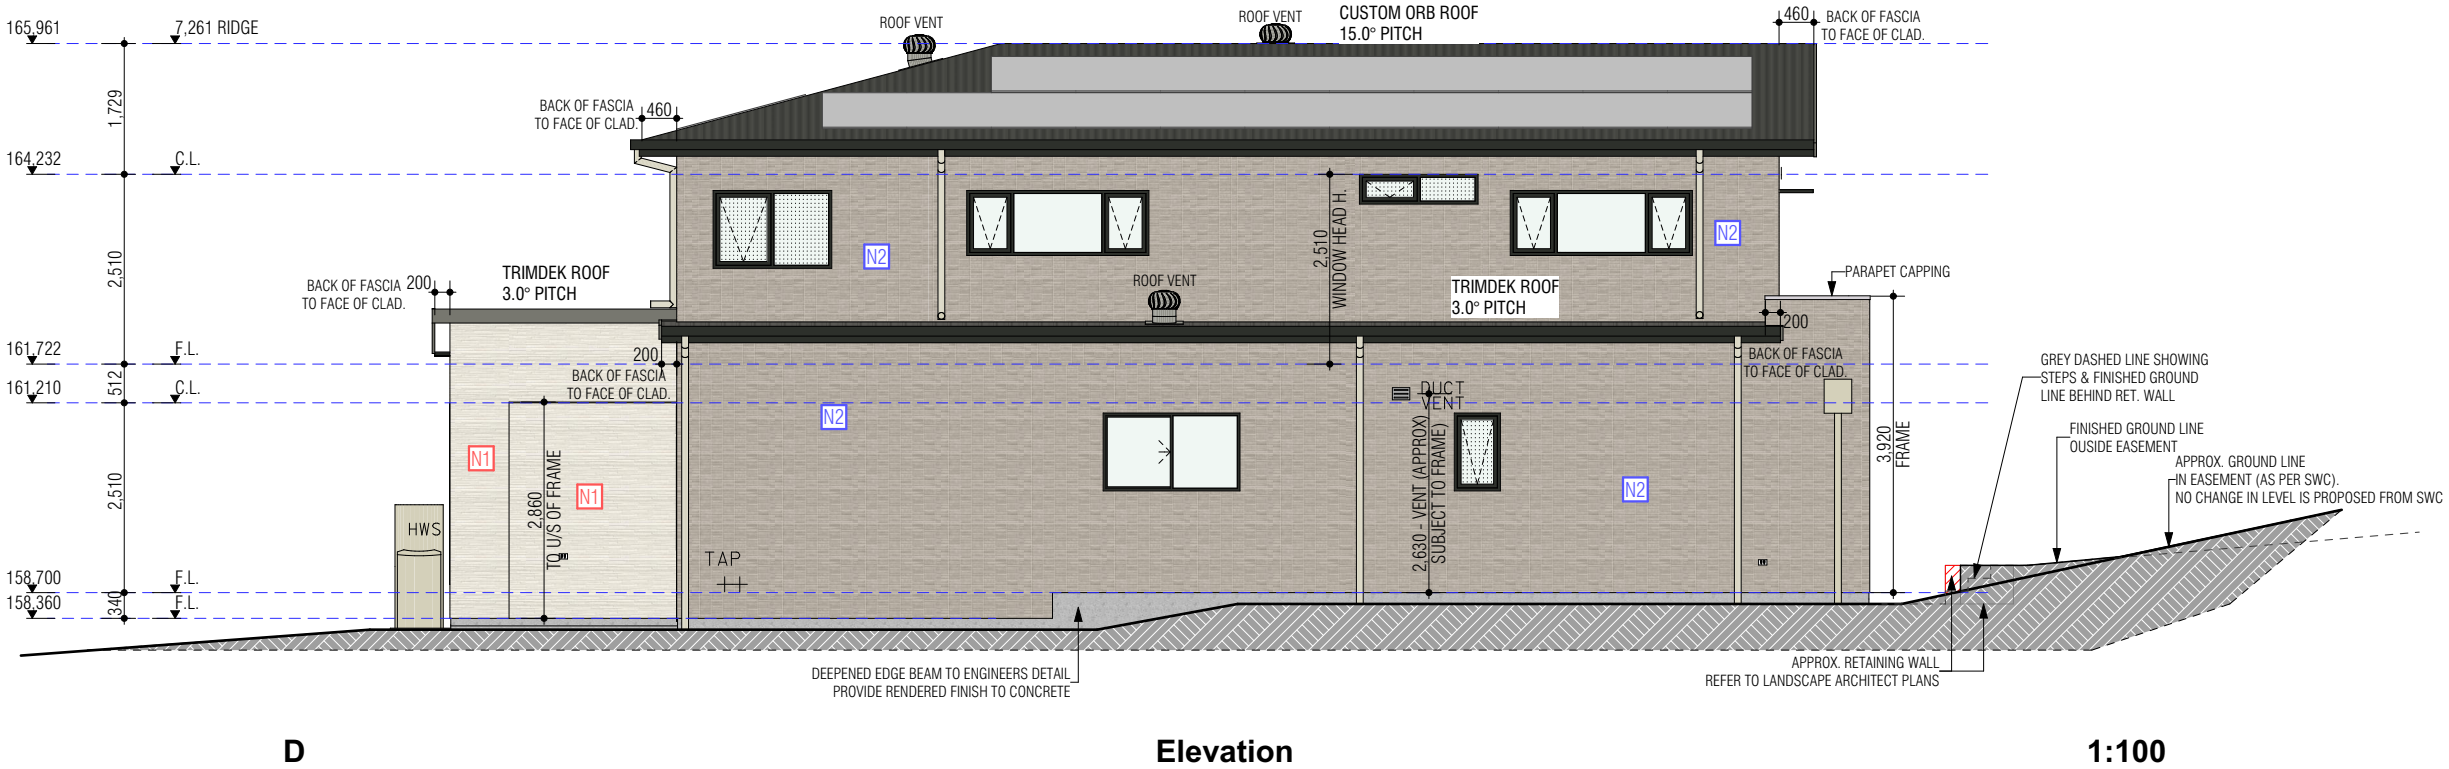 165,961
7,261 RIDGE
ROOF VENT
ROOF VENT
CUSTOM ORB ROOF
15.0° PITCH
460
BACK OF FASCIA
TO FACE OF CLAD.
1,729
BACK OF FASCIA
TO FACE OF CLAD.
460
164,232
C.L.
2,510
N2
2,510
WINDOW HEAD H.
N2
BACK OF FASCIA
TO FACE OF CLAD.
200
TRIMDEK ROOF
3.0° PITCH
ROOF VENT
TRIMDEK ROOF
3.0° PITCH
PARAPET CAPPING
200
161,722
F.L.
512
200
BACK OF FASCIA
TO FACE OF CLAD.
BACK OF FASCIA
TO FACE OF CLAD.
GREY DASHED LINE SHOWING
STEPS & FINISHED GROUND
LINE BEHIND RET. WALL
161,210
C.L.
DUCT
VENT
N2
N1
N1
2,510
2,860
TO U/S OF FRAME
2,630 - VENT (APPROX)
SUBJECT TO FRAME)
N2
3,920
FRAME
FINISHED GROUND LINE
OUSIDE EASEMENT
APPROX. GROUND LINE
IN EASEMENT (AS PER SWC).
NO CHANGE IN LEVEL IS PROPOSED FROM SWC
HWS
TAP
158,700
F.L.
158,360
F.L.
340
DEEPENED EDGE BEAM TO ENGINEERS DETAIL
PROVIDE RENDERED FINISH TO CONCRETE
APPROX. RETAINING WALL
REFER TO LANDSCAPE ARCHITECT PLANS
D
Elevation
1:100